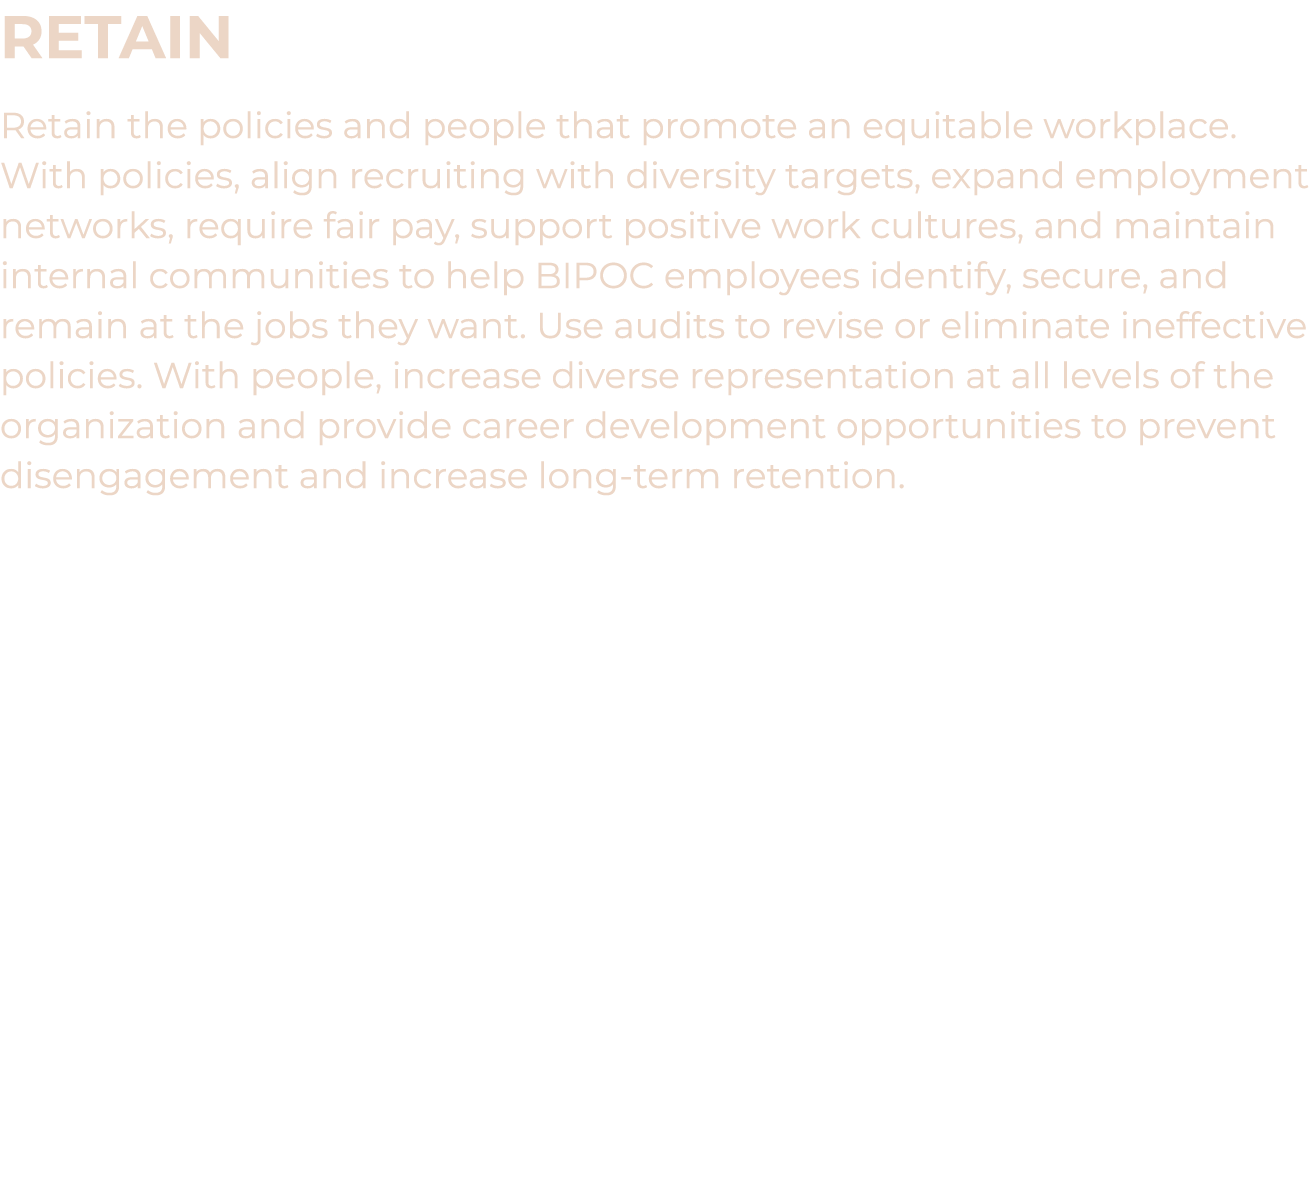 RETAIN
Retain the policies and people that promote an equitable workplace.
With policies, align recruiting with diversity targets, expand employment
networks, require fair pay, support positive work cultures, and maintain
internal communities to help BIPOC employees identify, secure, and
remain at the jobs they want. Use audits to revise or eliminate ineffective
policies. With people, increase diverse representation at all levels of the
organization and provide career development opportunities to prevent
disengagement and increase long-term retention.